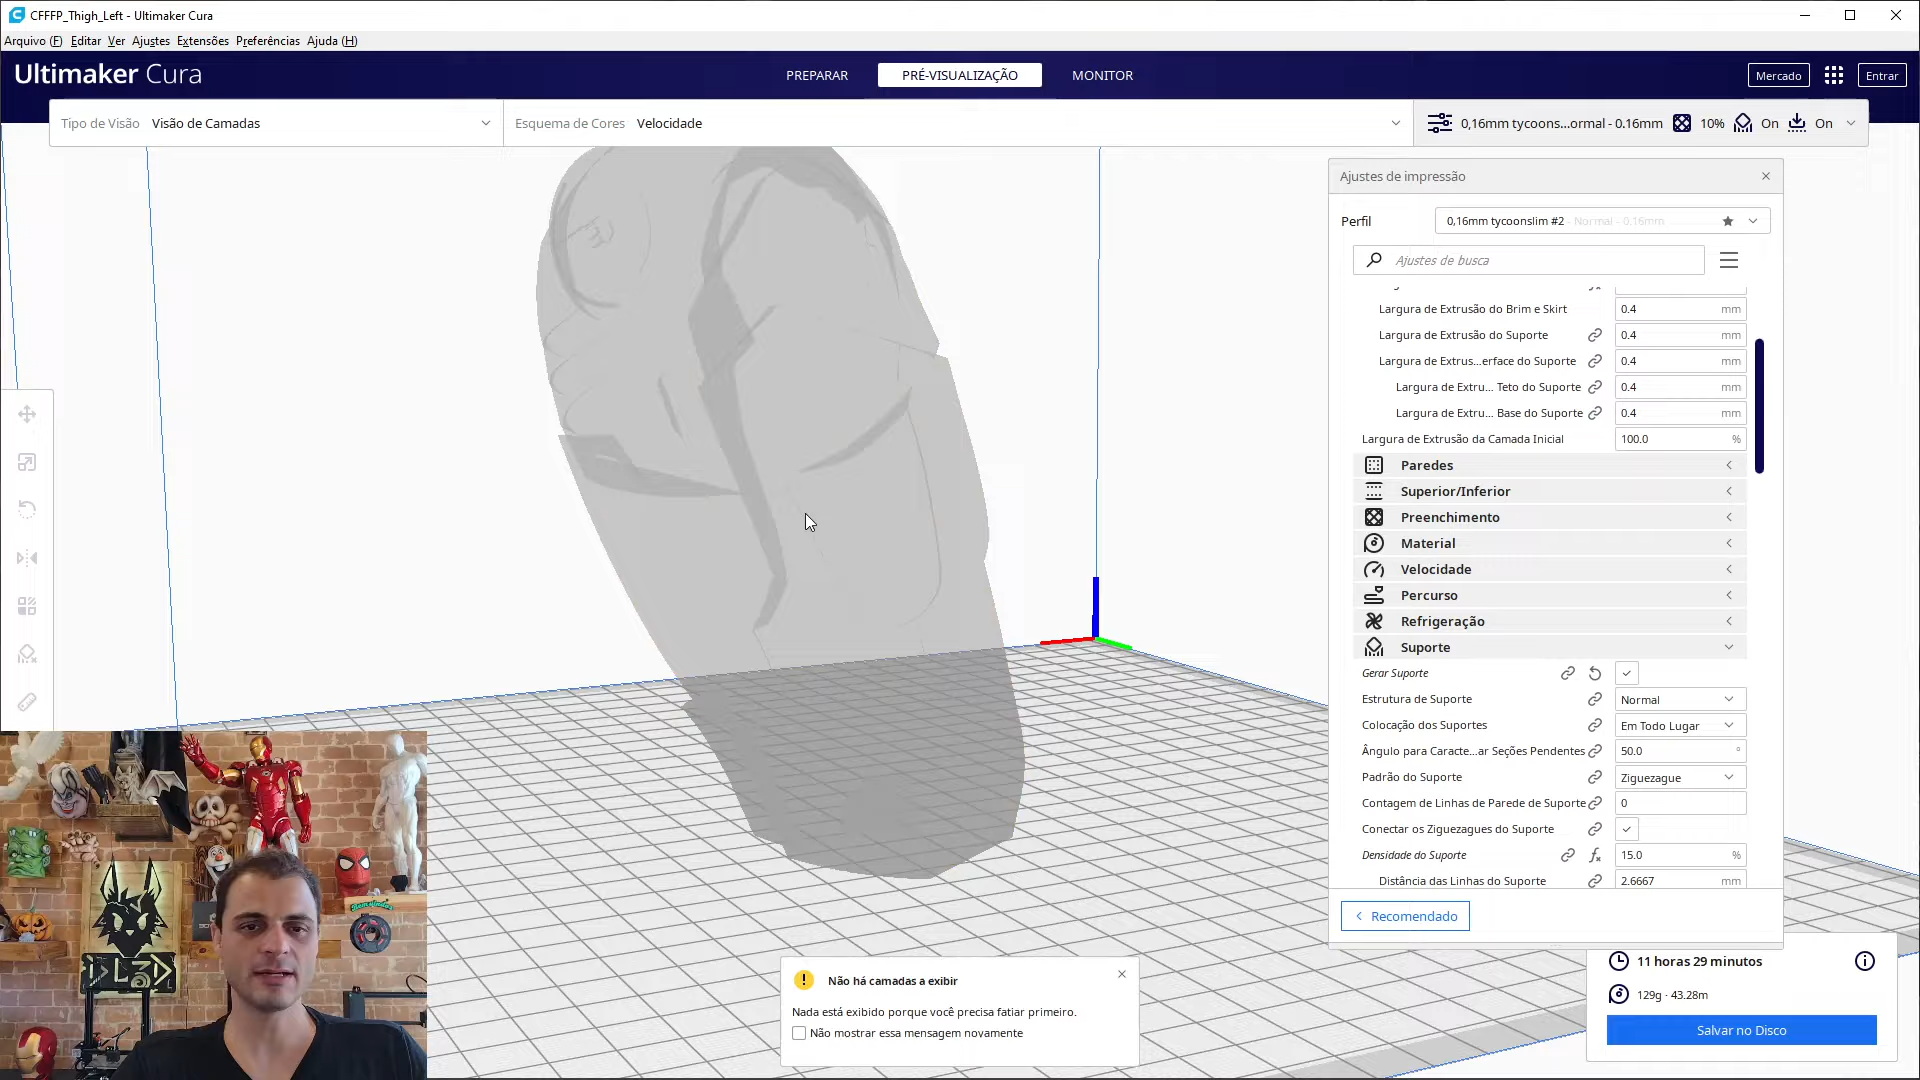 CFFFP_Thigh_Left - Ultimaker Cura
Arquivo (F) Editar Ver Ajustes Extensões Preferências Ajuda (H)
Ultimaker Cura
PREPARAR
PRÉ-VISUALIZAÇÃO
MONITOR
Mercado
Entrar
Tipo de Visão Visão de Camadas
Esquema de Cores Velocidade
0,16mm tycoons...ormal - 0.16mm 10% On On
Ajustes de impressão
Perfil 0,16mm tycoonslim #2 - Normal - 0.16mm
Ajustes de busca
Largura de Extrusão do Brim e Skirt 0.4 mm
Largura de Extrusão do Suporte 0.4 mm
Largura de Extrus...erface do Suporte 0.4 mm
Largura de Extru... Teto do Suporte 0.4 mm
Largura de Extru... Base do Suporte 0.4 mm
Largura de Extrusão da Camada Inicial 100.0 %
Paredes
Superior/Inferior
Preenchimento
Material
Velocidade
Percurso
Refrigeração
Suporte
Gerar Suporte
Estrutura de Suporte Normal
Colocação dos Suportes Em Todo Lugar
Ângulo para Caracte...ar Seções Pendentes 50.0 °
Padrão do Suporte Ziguezague
Contagem de Linhas de Parede de Suporte 0
Conectar os Ziguezagues do Suporte
Densidade do Suporte fx 15.0 %
Distância das Linhas do Suporte 2.6667 mm
Recomendado
11 horas 29 minutos
129g · 43.28m
Salvar no Disco
Não há camadas a exibir
Nada está exibido porque você precisa fatiar primeiro.
Não mostrar essa mensagem novamente
DL3D